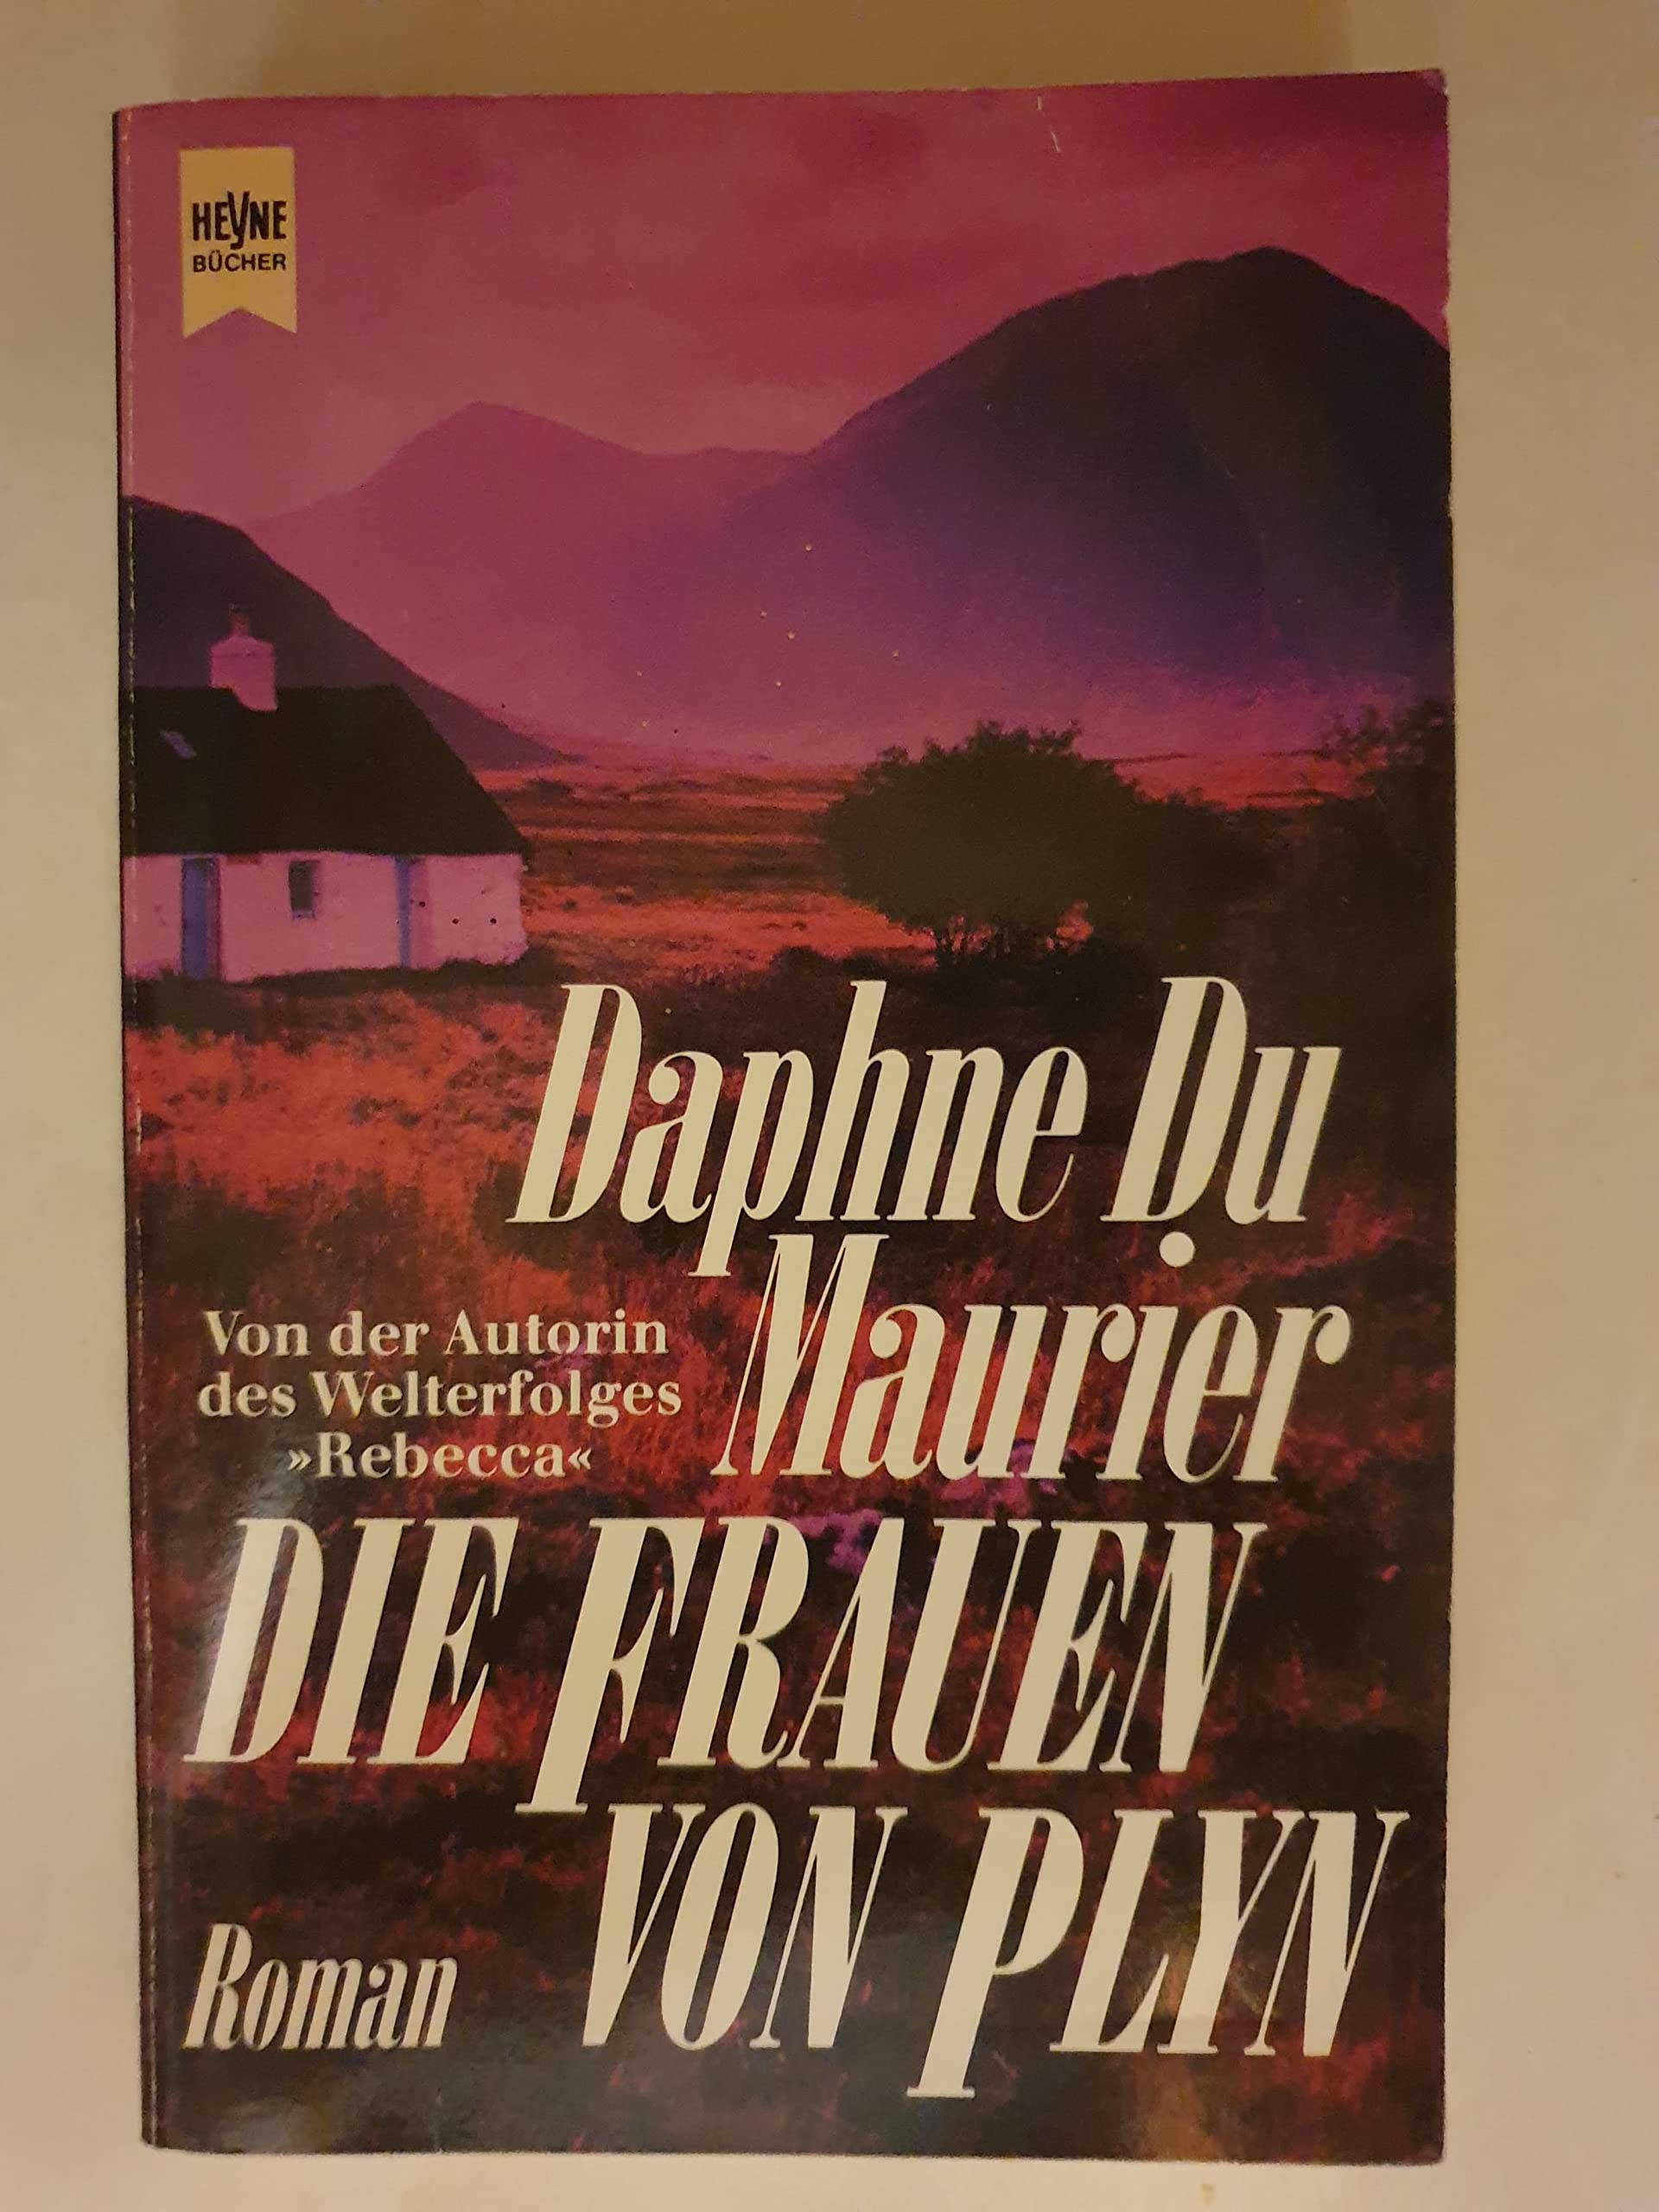 HEYNE
BÜCHER
Daphne Du
Maurier
Von der Autorin
des Welterfolges
»Rebecca«
DIE FRAUEN
VON PLYN
Roman